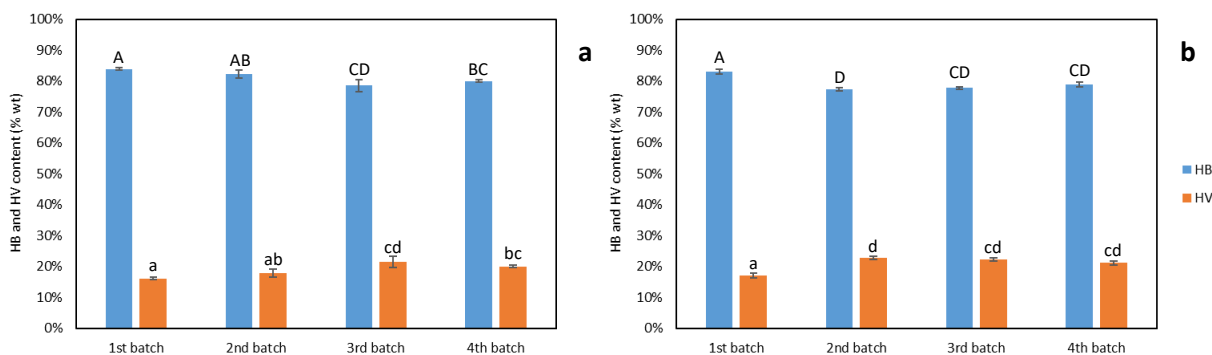 HB and HV content (% wt)
100%
90%
80%
70%
60%
50%
40%
30%
20%
10%
0%
A
AB
CD
BC
a
ab
cd
bc
1st batch
2nd batch
3rd batch
4th batch
a
HB and HV content (% wt)
100%
90%
80%
70%
60%
50%
40%
30%
20%
10%
0%
A
D
CD
CD
a
d
cd
cd
1st batch
2nd batch
3rd batch
4th batch
b
HB
HV